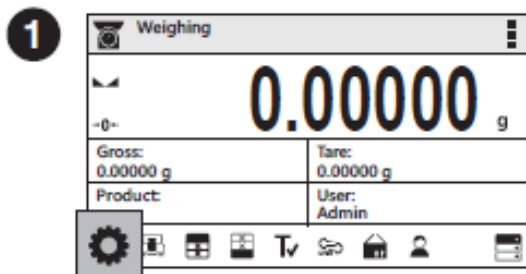 1
Weighing
-0-
0.00000 g
Gross:
0.00000 g
Tare:
0.00000 g
Product:
User:
Admin
T